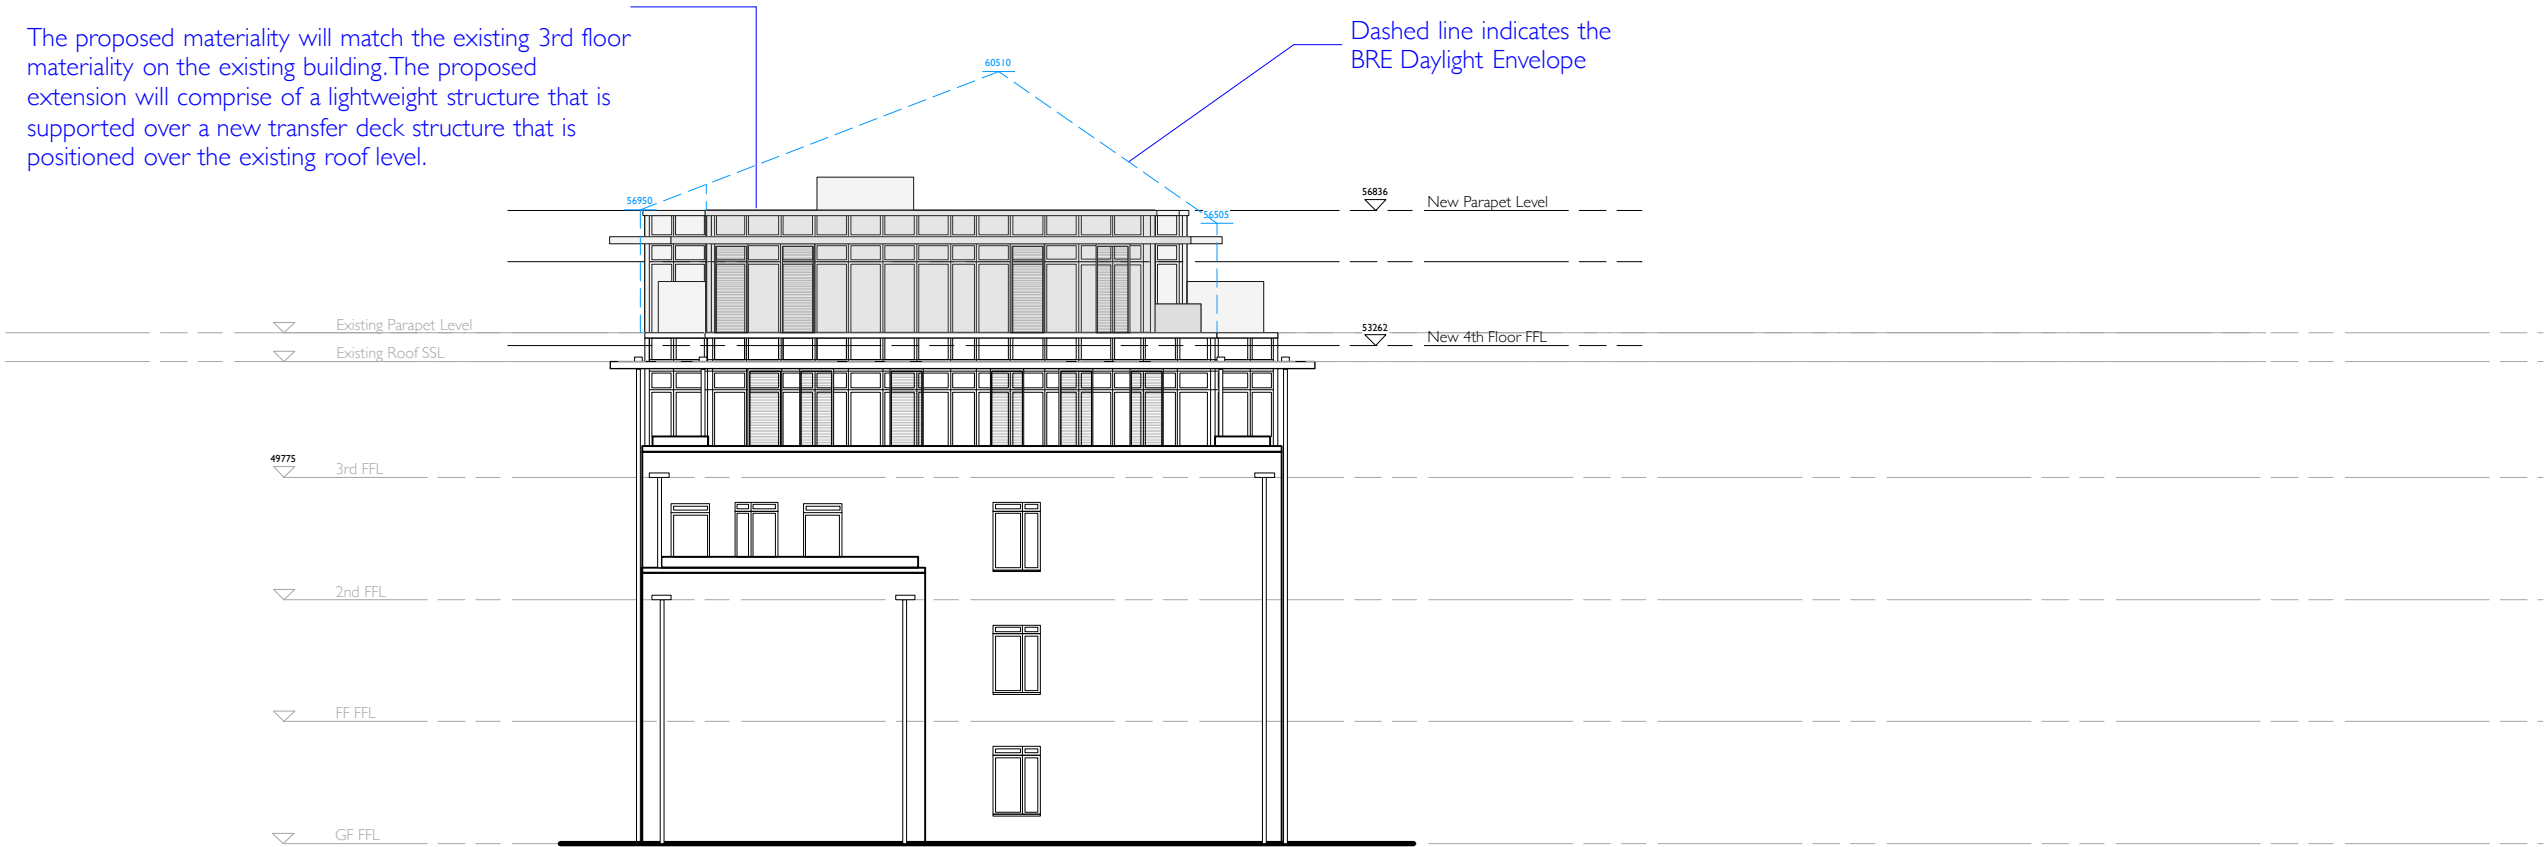 The proposed materiality will match the existing 3rd floor
materiality on the existing building. The proposed
extension will comprise of a lightweight structure that is
supported over a new transfer deck structure that is
positioned over the existing roof level.
Dashed line indicates the
BRE Daylight Envelope
60510
56950
56505
56836
New Parapet Level
Existing Parapet Level
Existing Roof SSL
53262
New 4th Floor FFL
49775
3rd FFL
2nd FFL
FF FFL
GF FFL